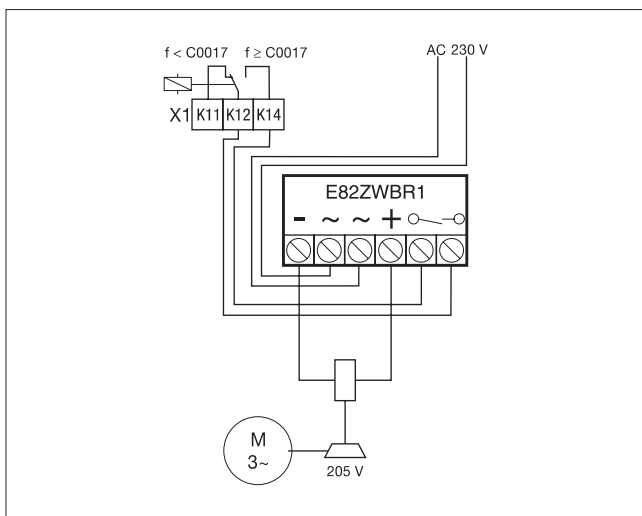 f < C0017 f ≥ C0017 AC 230 V
X1 K11 K12 K14
E82ZWBR1
- ~ ~ +
M
3~
205 V